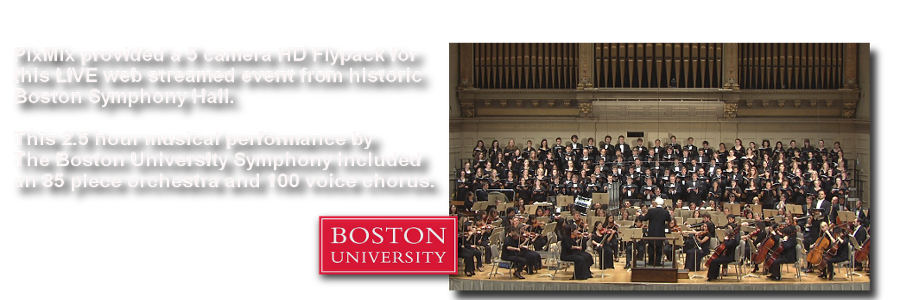 PixMix provided a 5 camera HD Flypack for
this LIVE web streamed event from historic
Boston Symphony Hall.
This 2.5 hour musical performance by
The Boston University Symphony included
an 85 piece orchestra and 100 voice chorus.
BOSTON
UNIVERSITY